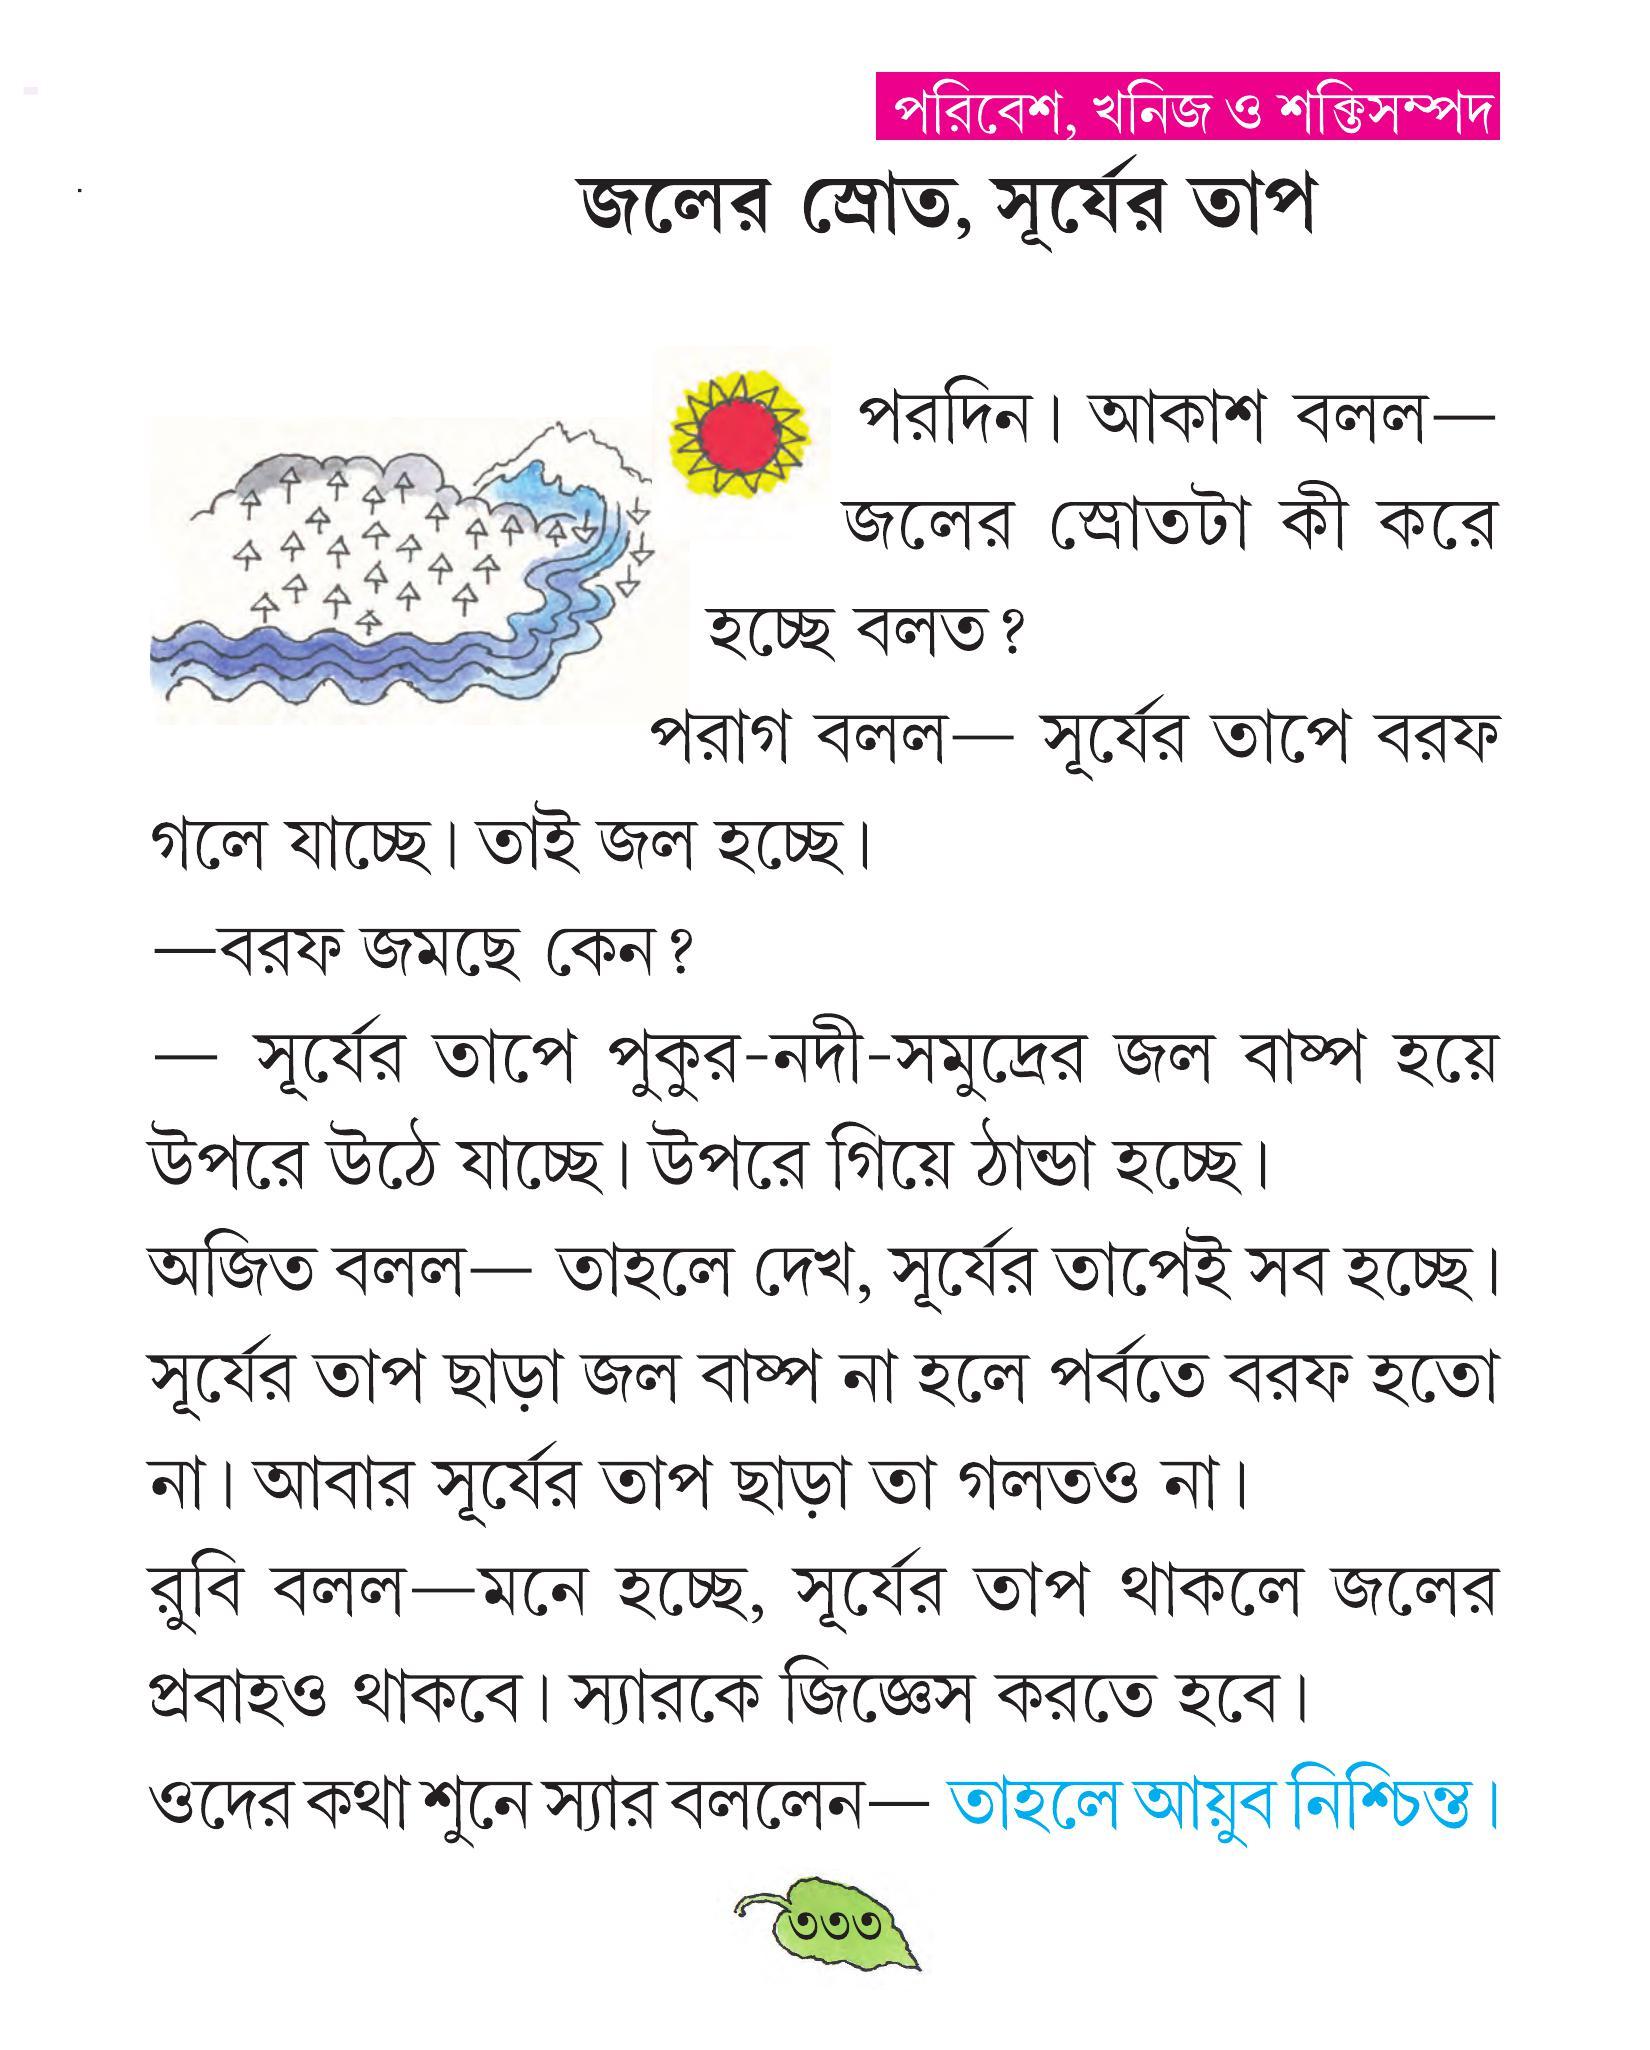 পরিবেশ, খনিজ ও শক্তিসম্পদ
জলের স্রোত, সূর্যের তাপ
পরদিন। আকাশ বলল—
জলের স্রোতটা কী করে
হচ্ছে বলত?
পরাগ বলল— সূর্যের তাপে বরফ
গলে যাচ্ছে। তাই জল হচ্ছে।
—বরফ জমছে কেন?
— সূর্যের তাপে পুকুর-নদী-সমুদ্রের জল বাষ্প হয়ে
উপরে উঠে যাচ্ছে। উপরে গিয়ে ঠান্ডা হচ্ছে।
অজিত বলল— তাহলে দেখ, সূর্যের তাপেই সব হচ্ছে।
সূর্যের তাপ ছাড়া জল বাষ্প না হলে পর্বতে বরফ হতো
না। আবার সূর্যের তাপ ছাড়া তা গলতও না।
রুবি বলল—মনে হচ্ছে, সূর্যের তাপ থাকলে জলের
প্রবাহও থাকবে। স্যারকে জিজ্ঞেস করতে হবে।
ওদের কথা শুনে স্যার বললেন— তাহলে আয়ুব নিশ্চিন্ত।
৩৩৩